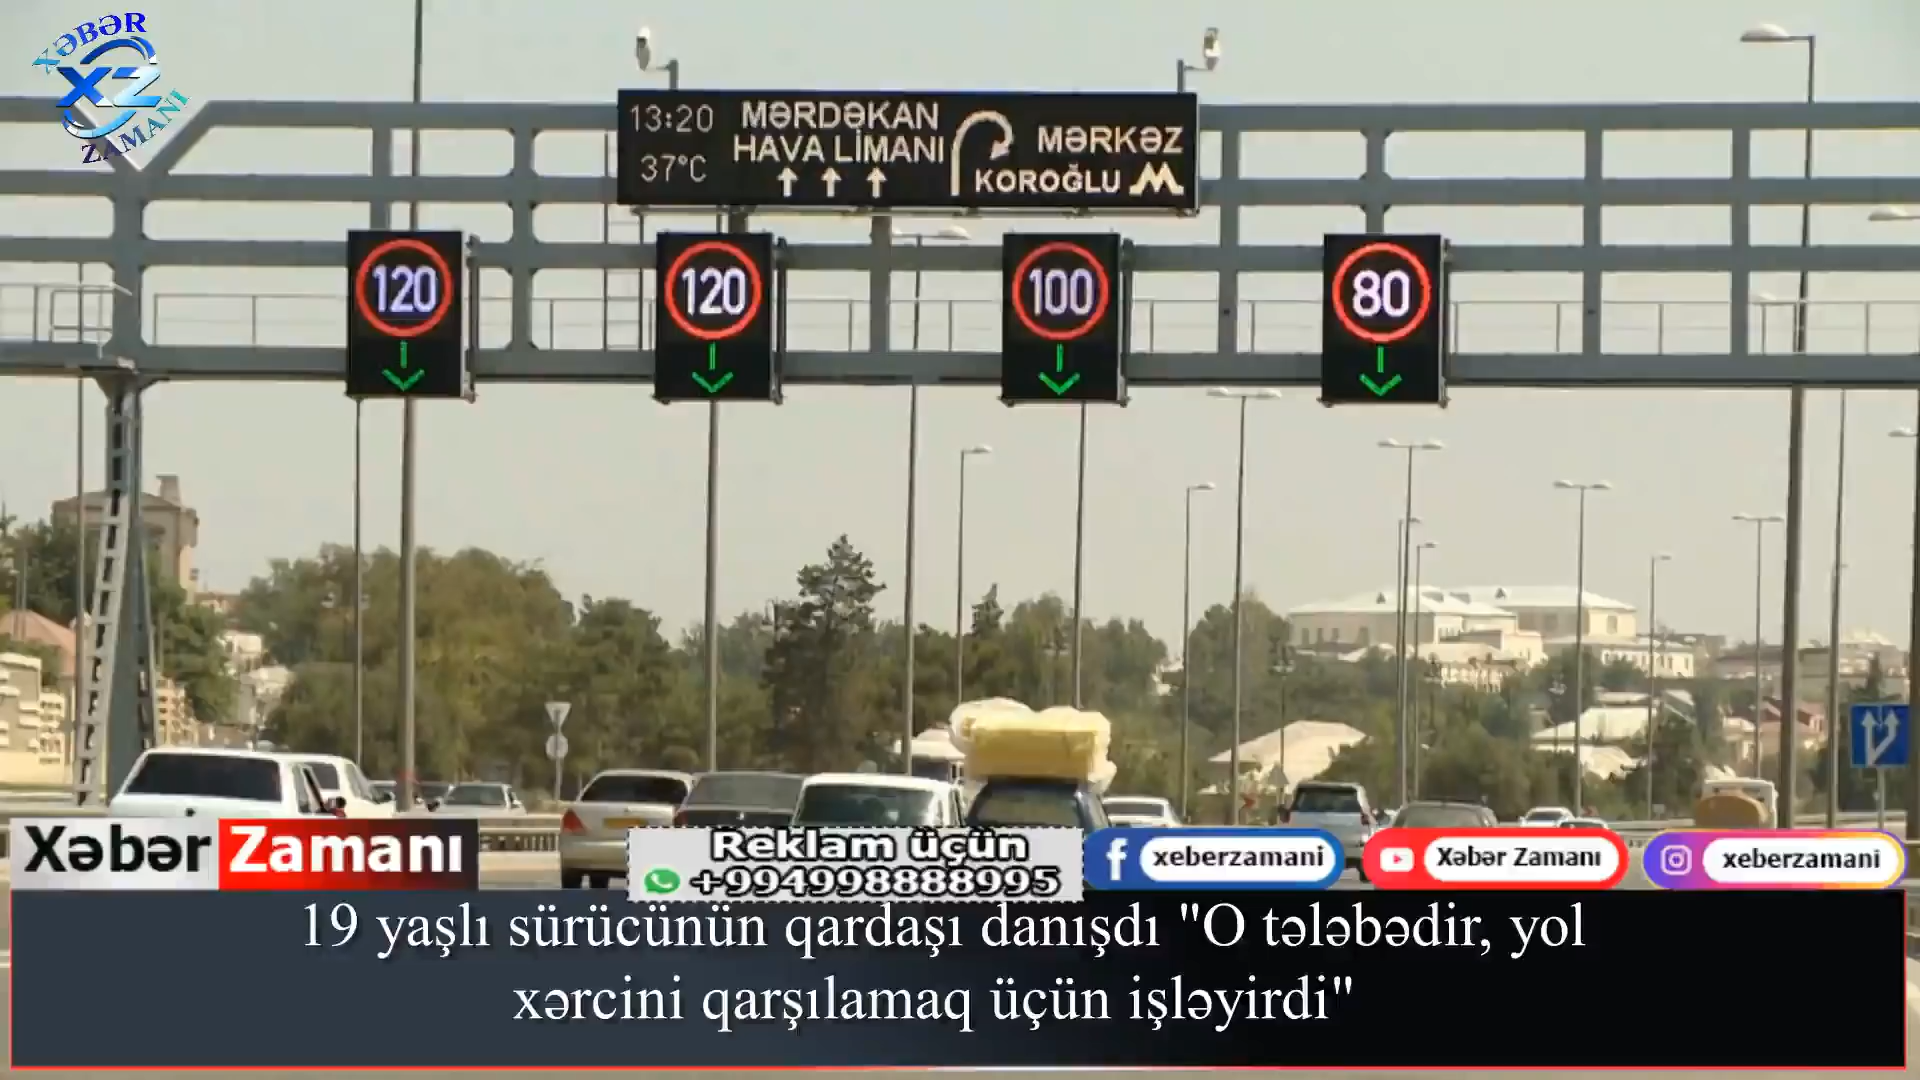 XƏBƏR
XZ
ZAMANI
13:20
37°C
MƏRDƏKAN
HAVA LİMANI
MƏRKƏZ
KOROĞLU M
120
120
100
80
Xəbər Zamanı
Reklam üçün
+994998888995
xeberzamani
Xəbər Zamanı
xeberzamani
19 yaşlı sürücünün qardaşı danışdı "O tələbədir, yol
xərcini qarşılamaq üçün işləyirdi"